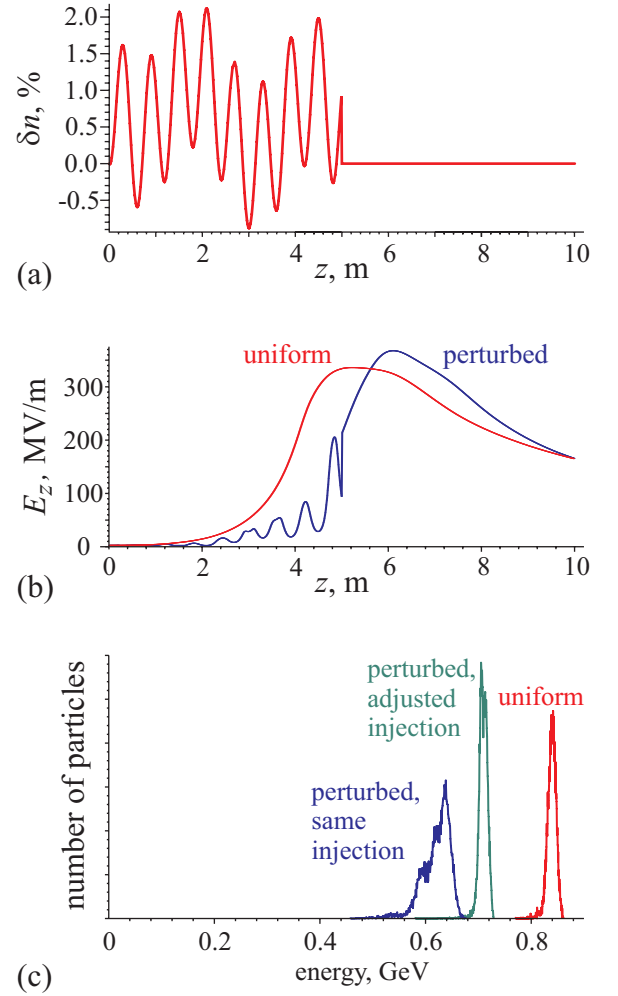 2.0
1.5
1.0
0.5
0.0
-0.5
δn, %
0
2
4
6
8
10
z, m
(a)
uniform
perturbed
300
200
100
0
E_z, MV/m
0
2
4
6
8
10
z, m
(b)
number of particles
perturbed,
adjusted
injection
uniform
perturbed,
same
injection
0
0.2
0.4
0.6
0.8
energy, GeV
(c)